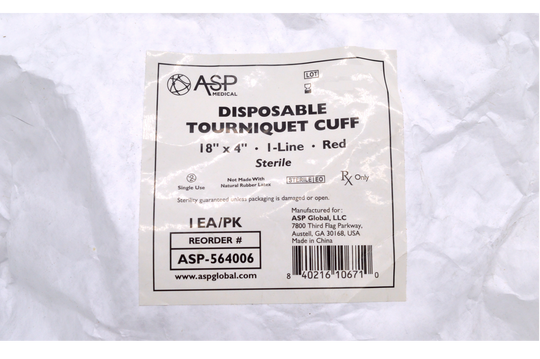 ASP
MEDICAL
LOT
DISPOSABLE
TOURNIQUET CUFF
18" x 4" • 1-Line • Red
Sterile
2
Single Use
Not Made With
Natural Rubber Latex
STERILE EO
Rx Only
Sterility guaranteed unless packaging is damaged or open.
1 EA/PK
REORDER #
ASP-564006
www.aspglobal.com
Manufactured for:
ASP Global, LLC
7800 Third Flag Parkway,
Austell, GA 30168, USA
Made in China
8 40216 10671 0